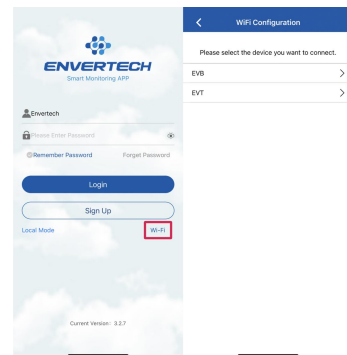 ENVERTECH
Smart Monitoring APP
Envertech
Please Enter Password
Remember Password Forget Password
Login
Sign Up
Local Mode Wi-Fi
Current Version: 3.2.7
WiFi Configuration
Please select the device you want to connect.
EVB
EVT